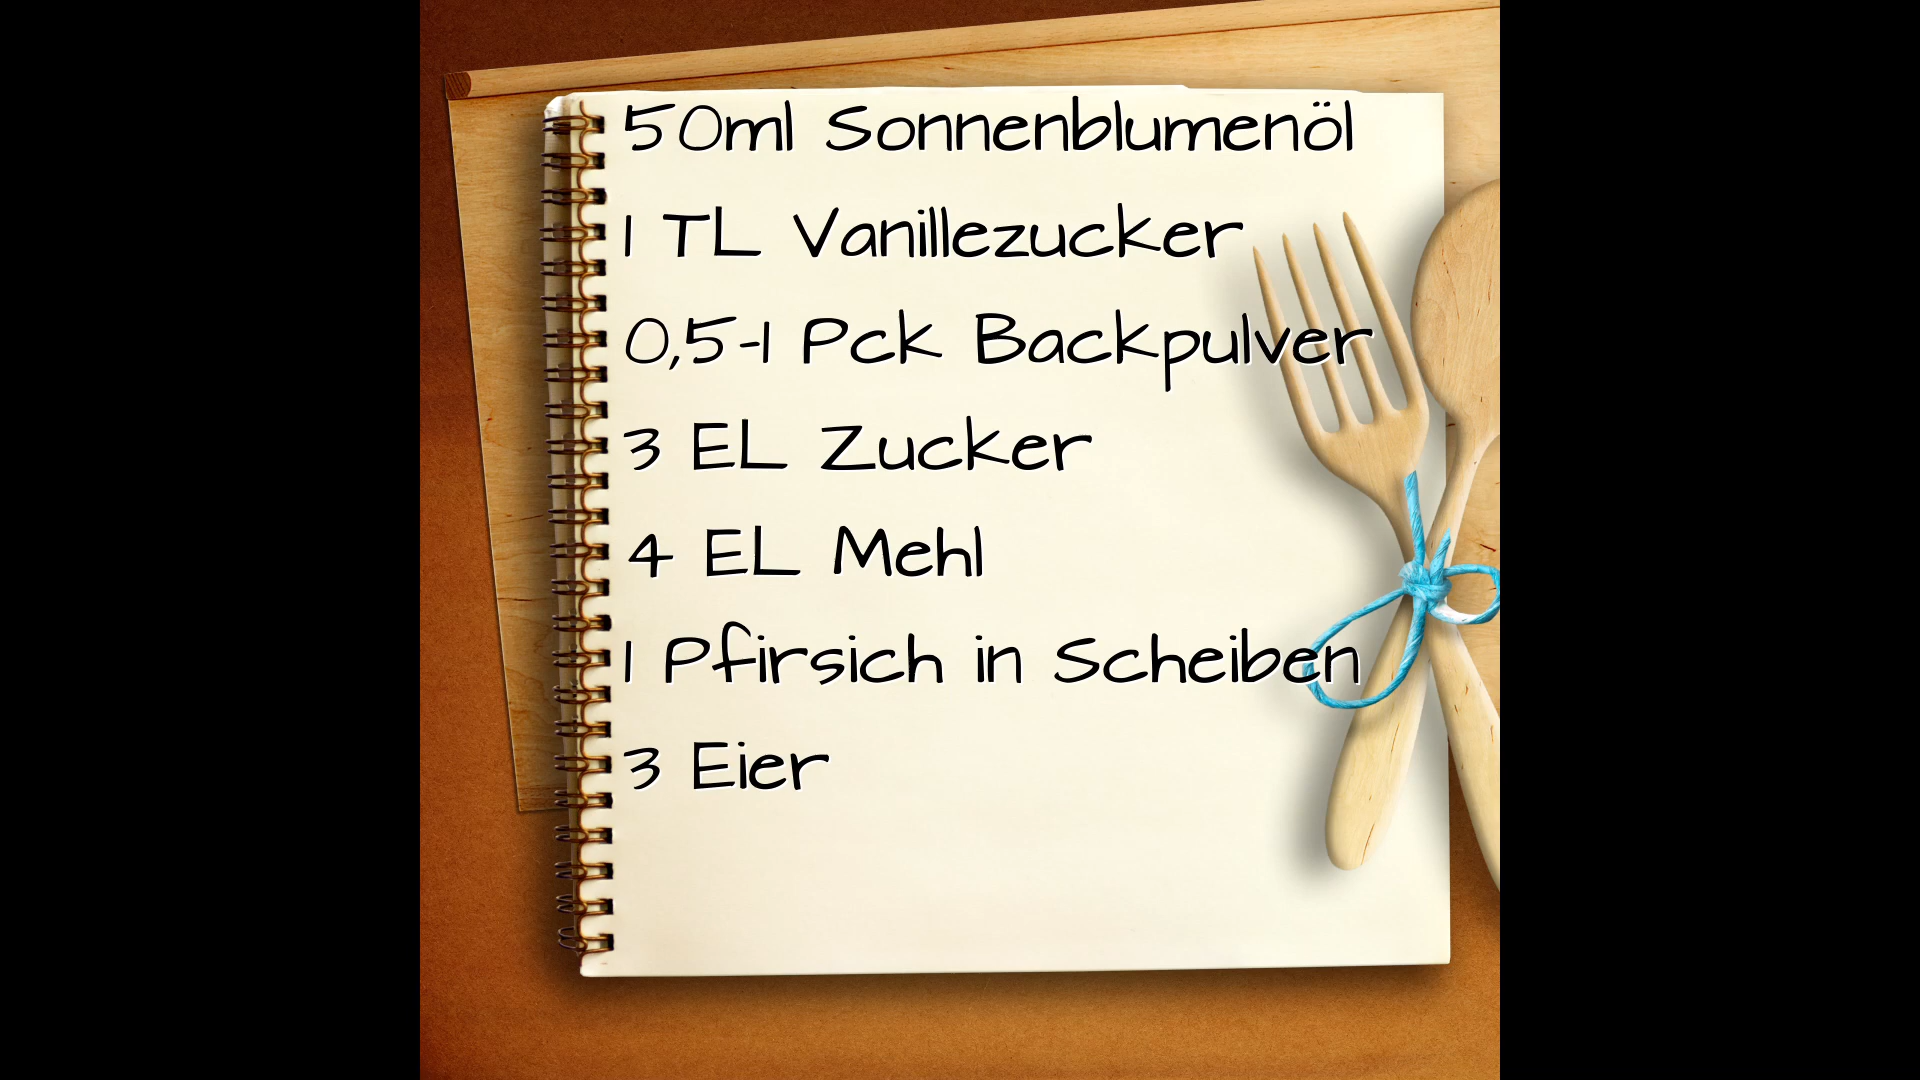 50ml Sonnenblumenöl
1 TL Vanillezucker
0,5-1 Pck Backpulver
3 EL Zucker
4 EL Mehl
1 Pfirsich in Scheiben
3 Eier